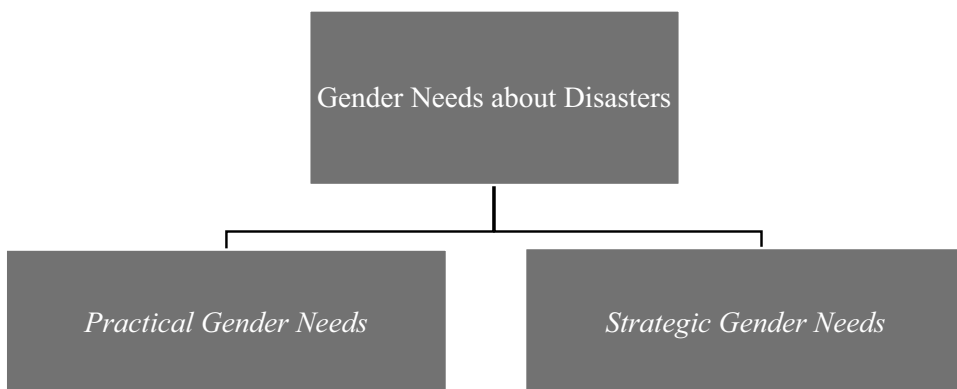 Gender Needs about Disasters
Practical Gender Needs
Strategic Gender Needs